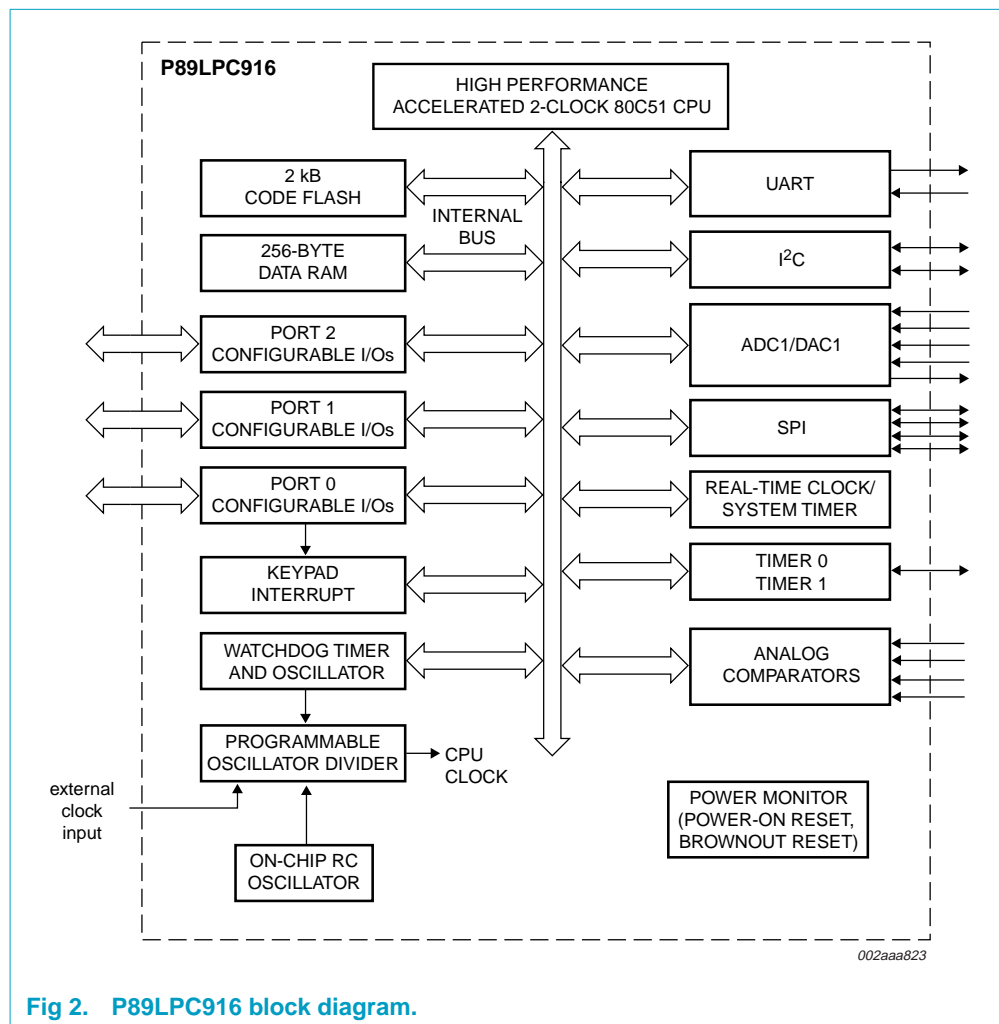 P89LPC916
HIGH PERFORMANCE
ACCELERATED 2-CLOCK 80C51 CPU
2 kB
CODE FLASH
INTERNAL
BUS
256-BYTE
DATA RAM
PORT 2
CONFIGURABLE I/Os
PORT 1
CONFIGURABLE I/Os
PORT 0
CONFIGURABLE I/Os
KEYPAD
INTERRUPT
WATCHDOG TIMER
AND OSCILLATOR
PROGRAMMABLE
OSCILLATOR DIVIDER
CPU
CLOCK
external
clock
input
ON-CHIP RC
OSCILLATOR
UART
I²C
ADC1/DAC1
SPI
REAL-TIME CLOCK/
SYSTEM TIMER
TIMER 0
TIMER 1
ANALOG
COMPARATORS
POWER MONITOR
(POWER-ON RESET,
BROWNOUT RESET)
002aaa823
Fig 2. P89LPC916 block diagram.